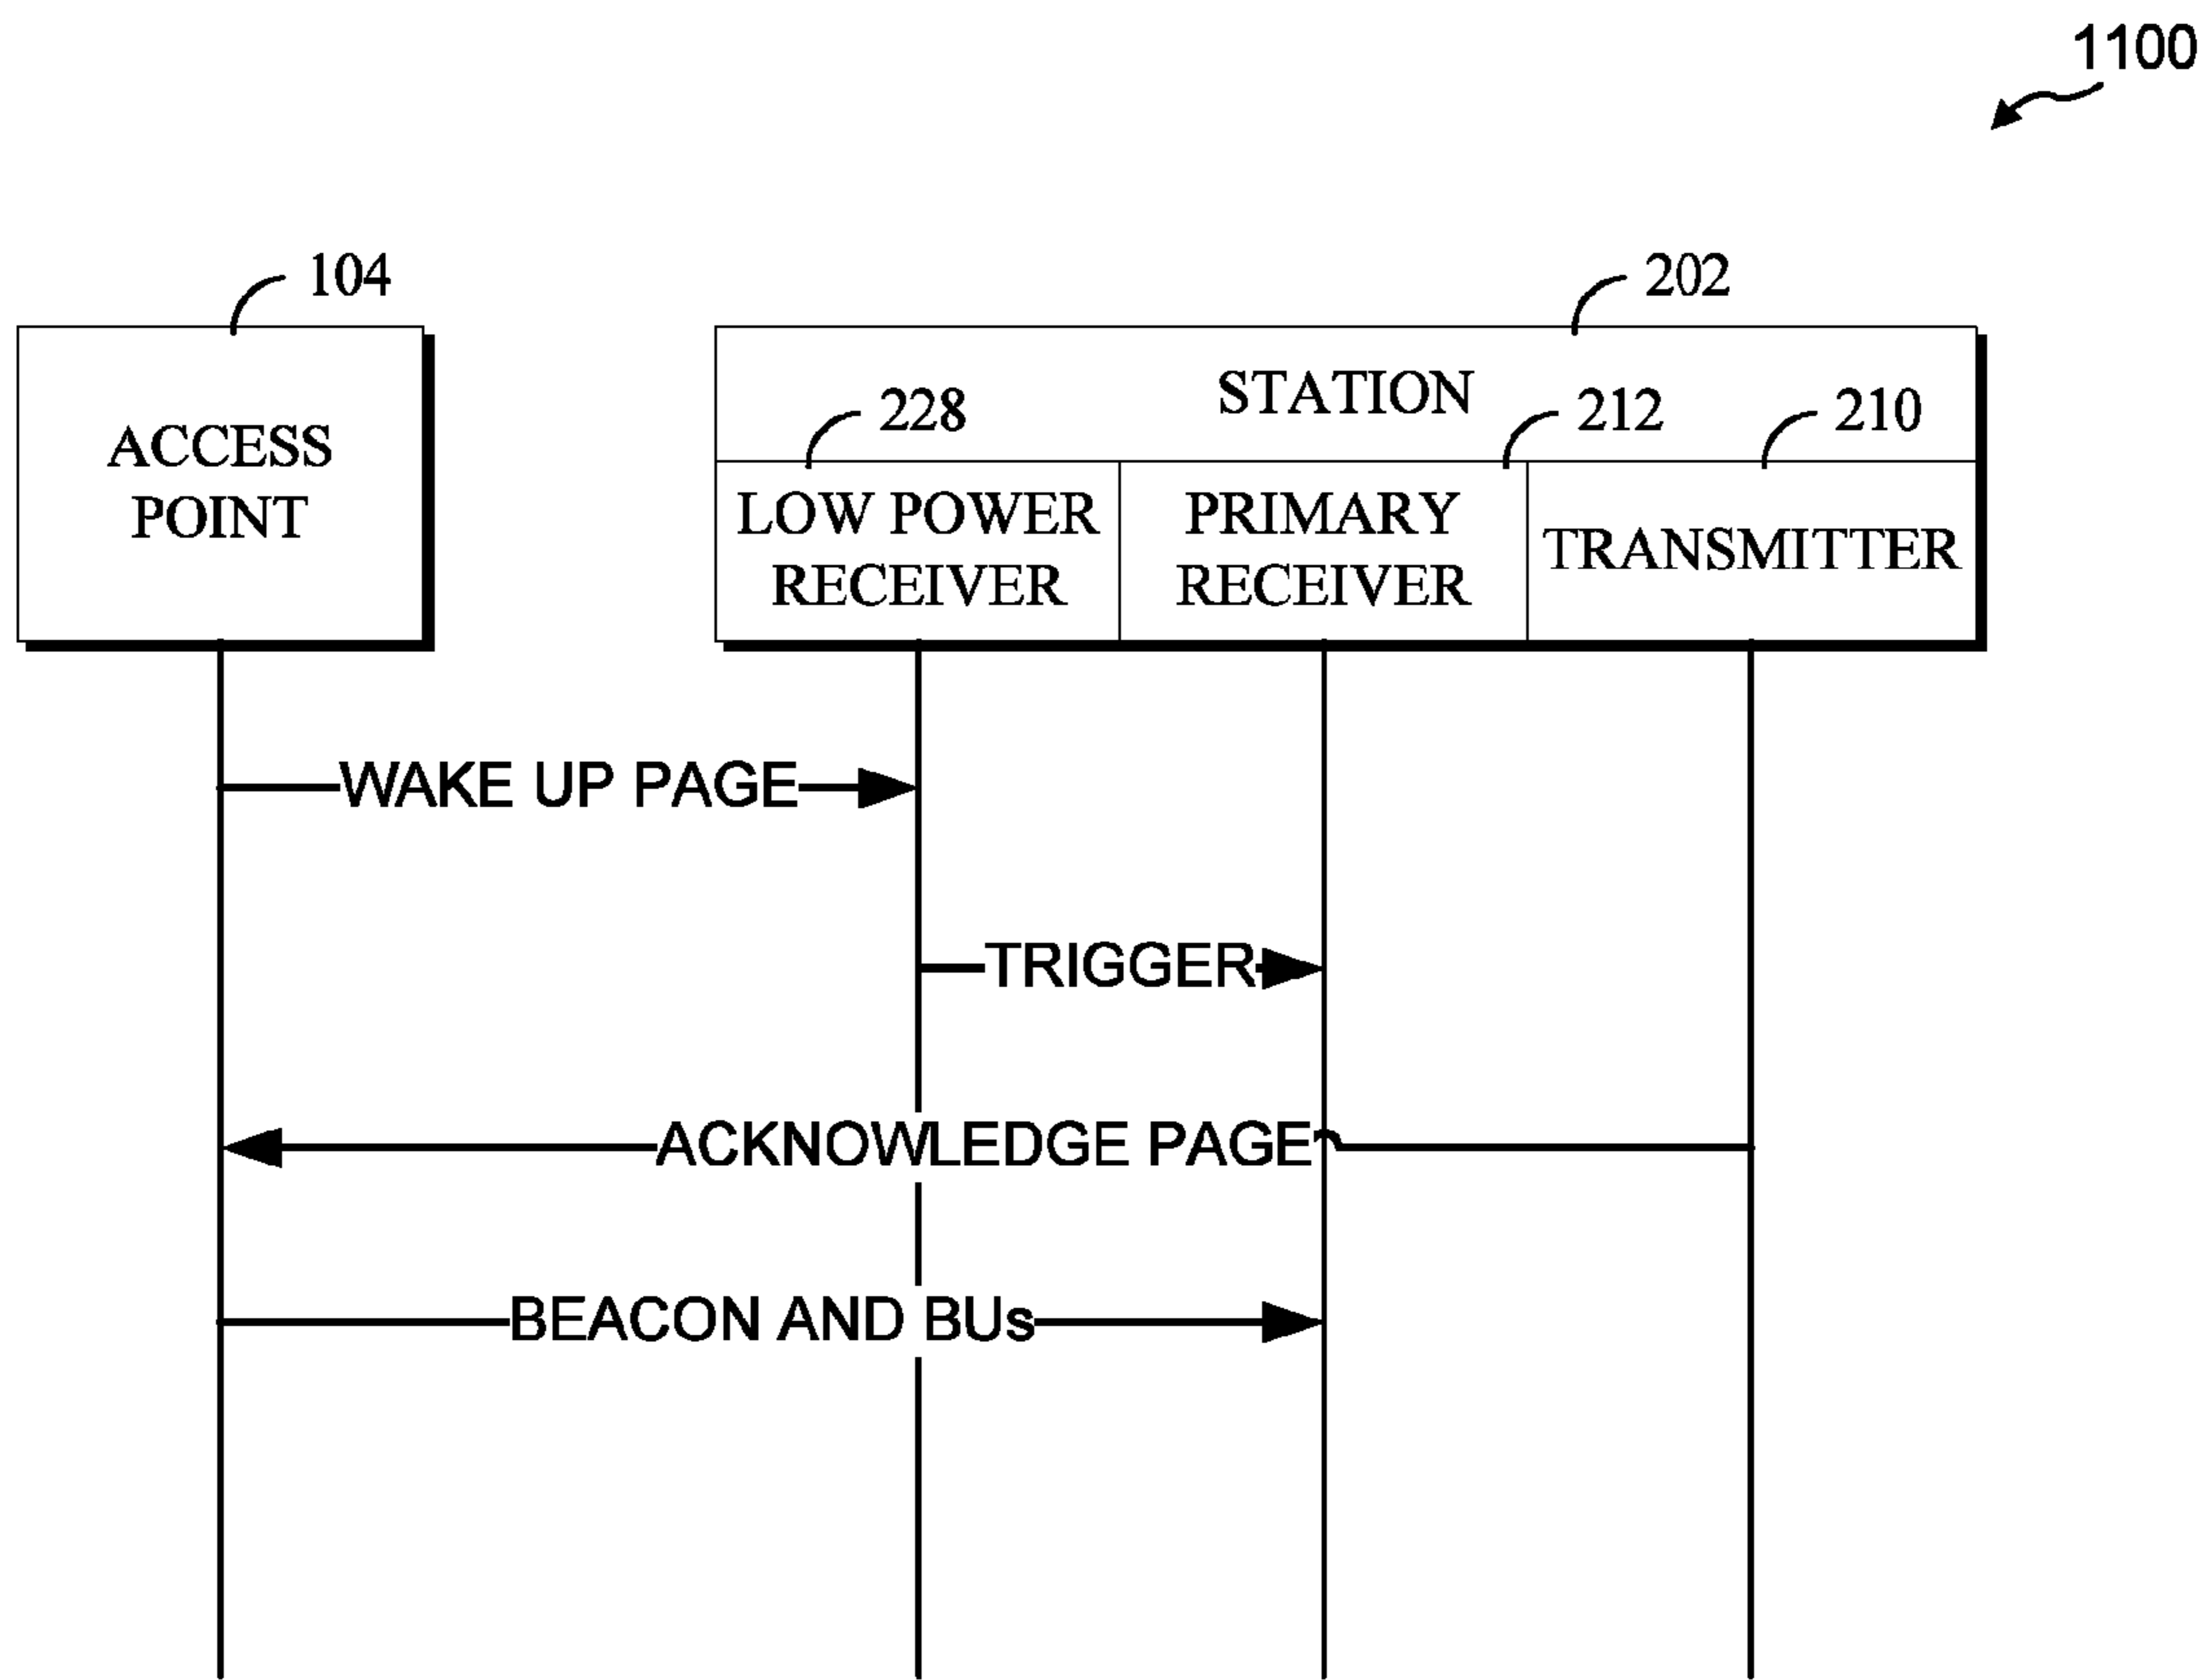 1100
104
202
STATION
228
212
210
ACCESS
POINT
LOW POWER
RECEIVER
PRIMARY
RECEIVER
TRANSMITTER
WAKE UP PAGE
TRIGGER
ACKNOWLEDGE PAGE
BEACON AND BUs